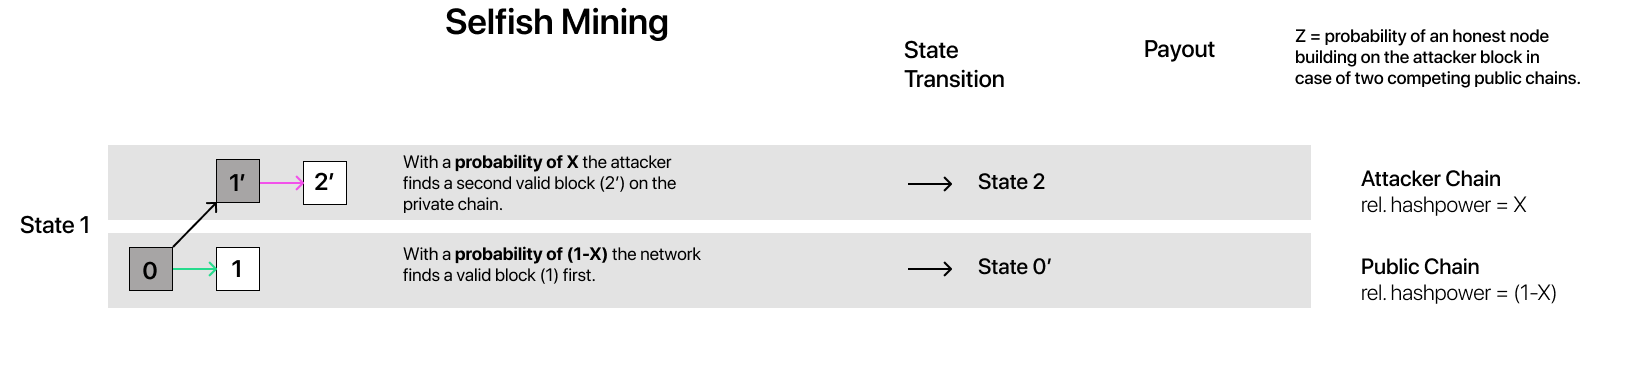 Selfish Mining
State
Transition
Payout
Z = probability of an honest node
building on the attacker block in
case of two competing public chains.
State 1
1′
2′
With a probability of X the attacker
finds a second valid block (2′) on the
private chain.
State 2
Attacker Chain
rel. hashpower = X
0
1
With a probability of (1-X) the network
finds a valid block (1) first.
State 0′
Public Chain
rel. hashpower = (1-X)